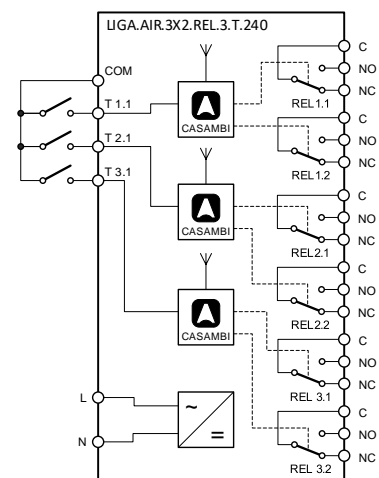 LIGA.AIR.3X2.REL.3.T.240
COM
T 1.1
T 2.1
T 3.1
L
N
CASAMBI
CASAMBI
CASAMBI
~
=
C
NO
NC
REL1.1
C
NO
NC
REL1.2
C
NO
NC
REL2.1
C
NO
NC
REL2.2
C
NO
NC
REL 3.1
C
NO
NC
REL 3.2